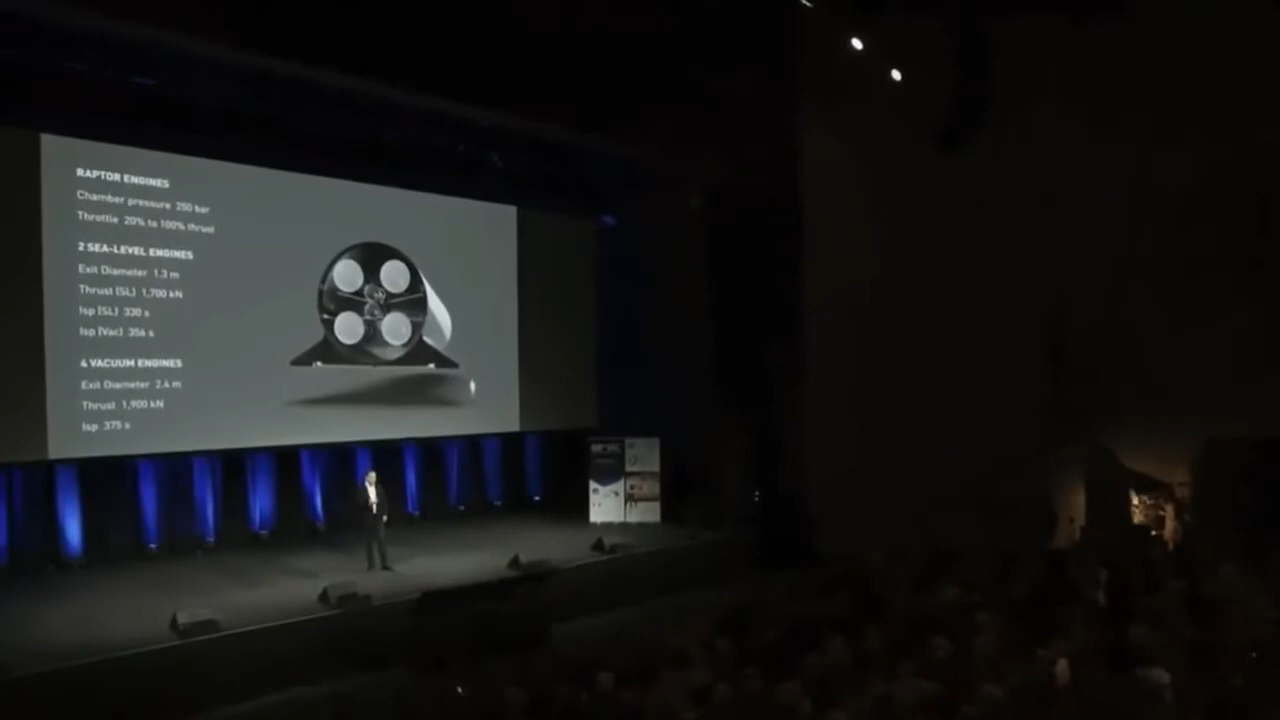 RAPTOR ENGINES
Chamber pressure 250 bar
Throttle 20% to 100% thrust
2 SEA-LEVEL ENGINES
Exit Diameter 1.3 m
Thrust (SL) 1,700 kN
Isp (SL) 330 s
Isp (Vac) 356 s
4 VACUUM ENGINES
Exit Diameter 2.4 m
Thrust 1,900 kN
Isp 375 s